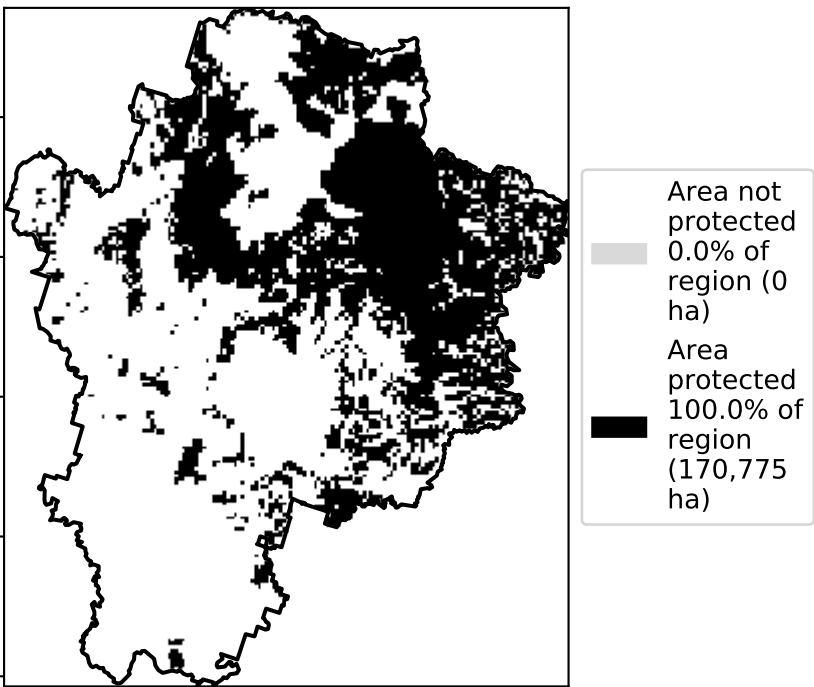 Area not
protected
0.0% of
region (0
ha)
Area
protected
100.0% of
region
(170,775
ha)